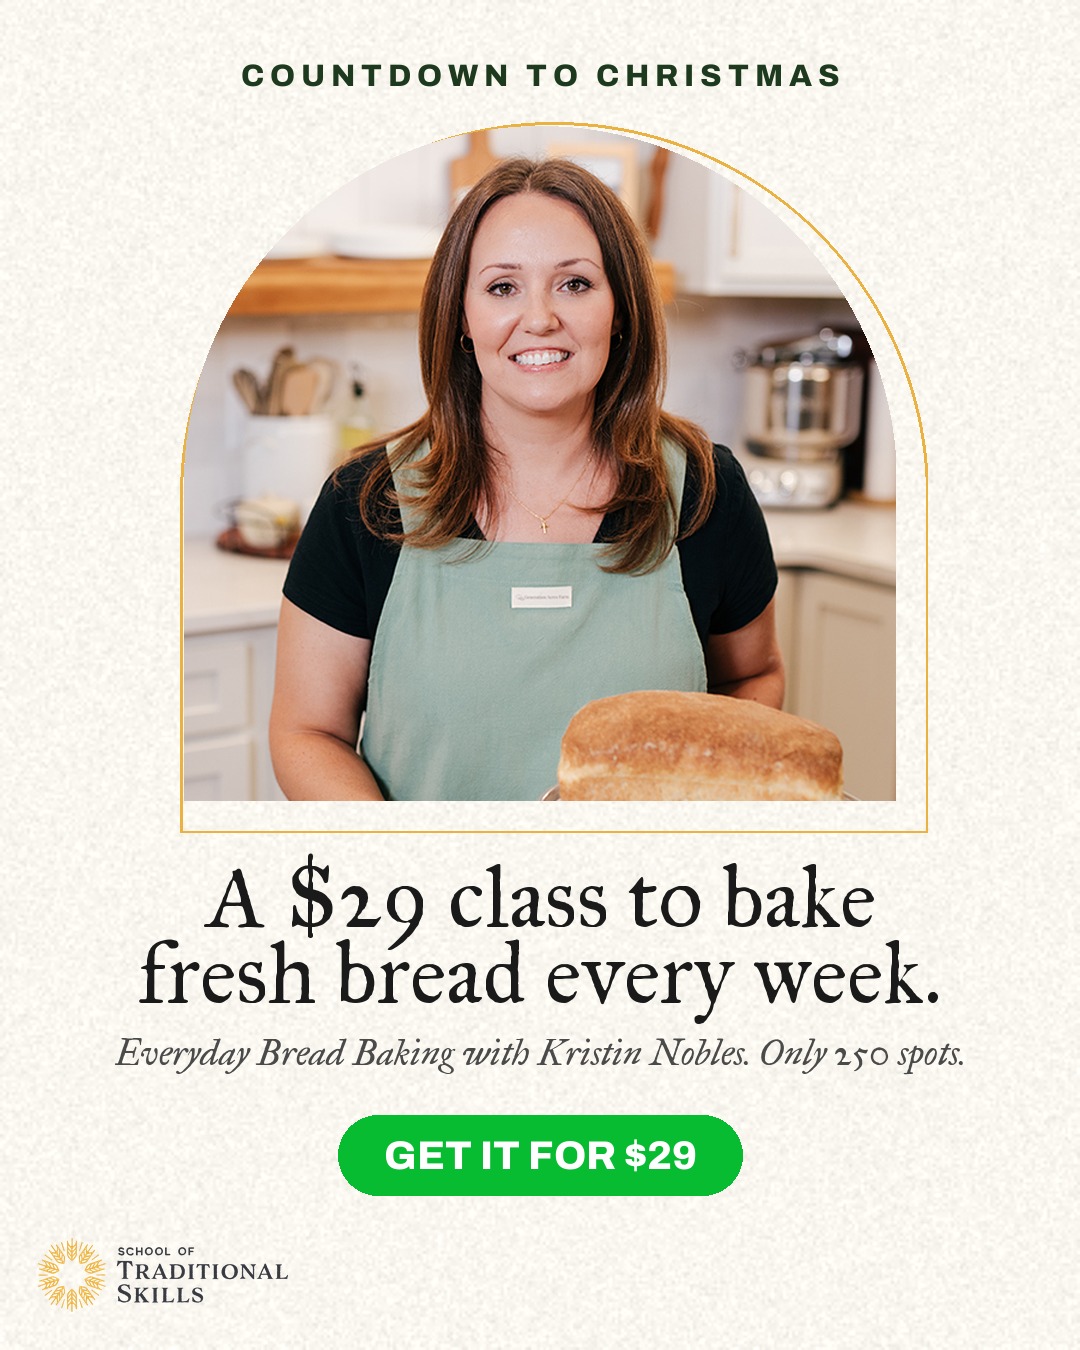 COUNTDOWN TO CHRISTMAS
A $29 class to bake
fresh bread every week.
Everyday Bread Baking with Kristin Nobles. Only 250 spots.
GET IT FOR $29
SCHOOL OF
TRADITIONAL
SKILLS